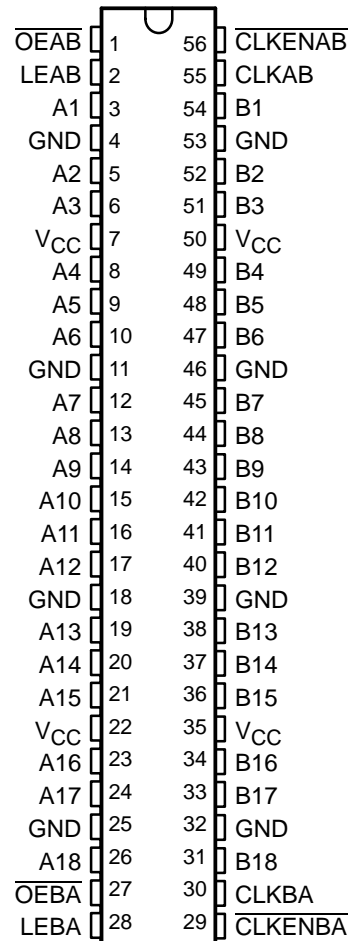 OEAB 1 56 CLKENAB
LEAB 2 55 CLKAB
A1 3 54 B1
GND 4 53 GND
A2 5 52 B2
A3 6 51 B3
VCC 7 50 VCC
A4 8 49 B4
A5 9 48 B5
A6 10 47 B6
GND 11 46 GND
A7 12 45 B7
A8 13 44 B8
A9 14 43 B9
A10 15 42 B10
A11 16 41 B11
A12 17 40 B12
GND 18 39 GND
A13 19 38 B13
A14 20 37 B14
A15 21 36 B15
VCC 22 35 VCC
A16 23 34 B16
A17 24 33 B17
GND 25 32 GND
A18 26 31 B18
OEBA 27 30 CLKBA
LEBA 28 29 CLKENBA